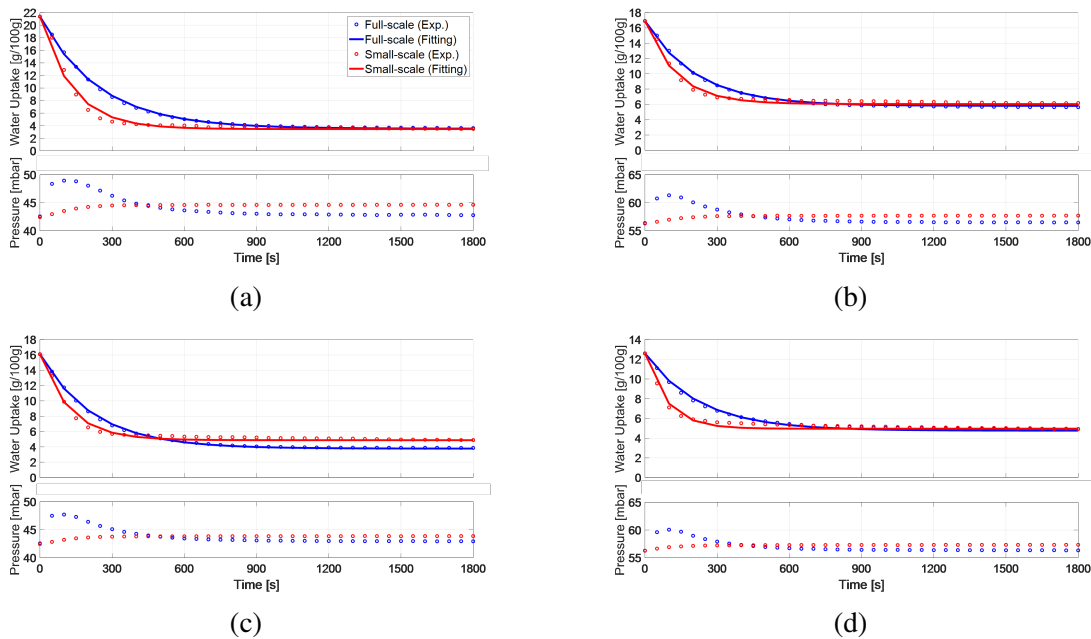 22
20
18
16
14
12
10
8
6
4
2
0
Water Uptake [g/100g]
Full-scale (Exp.)
Full-scale (Fitting)
Small-scale (Exp.)
Small-scale (Fitting)
50
45
40
Pressure [mbar]
0 300 600 900 1200 1500 1800
Time [s]
(a)
18
16
14
12
10
8
6
4
2
0
Water Uptake [g/100g]
65
60
55
Pressure [mbar]
0 300 600 900 1200 1500 1800
Time [s]
(b)
18
16
14
12
10
8
6
4
2
0
Water Uptake [g/100g]
50
45
40
Pressure [mbar]
0 300 600 900 1200 1500 1800
Time [s]
(c)
14
12
10
8
6
4
2
0
Water Uptake [g/100g]
65
60
55
Pressure [mbar]
0 300 600 900 1200 1500 1800
Time [s]
(d)